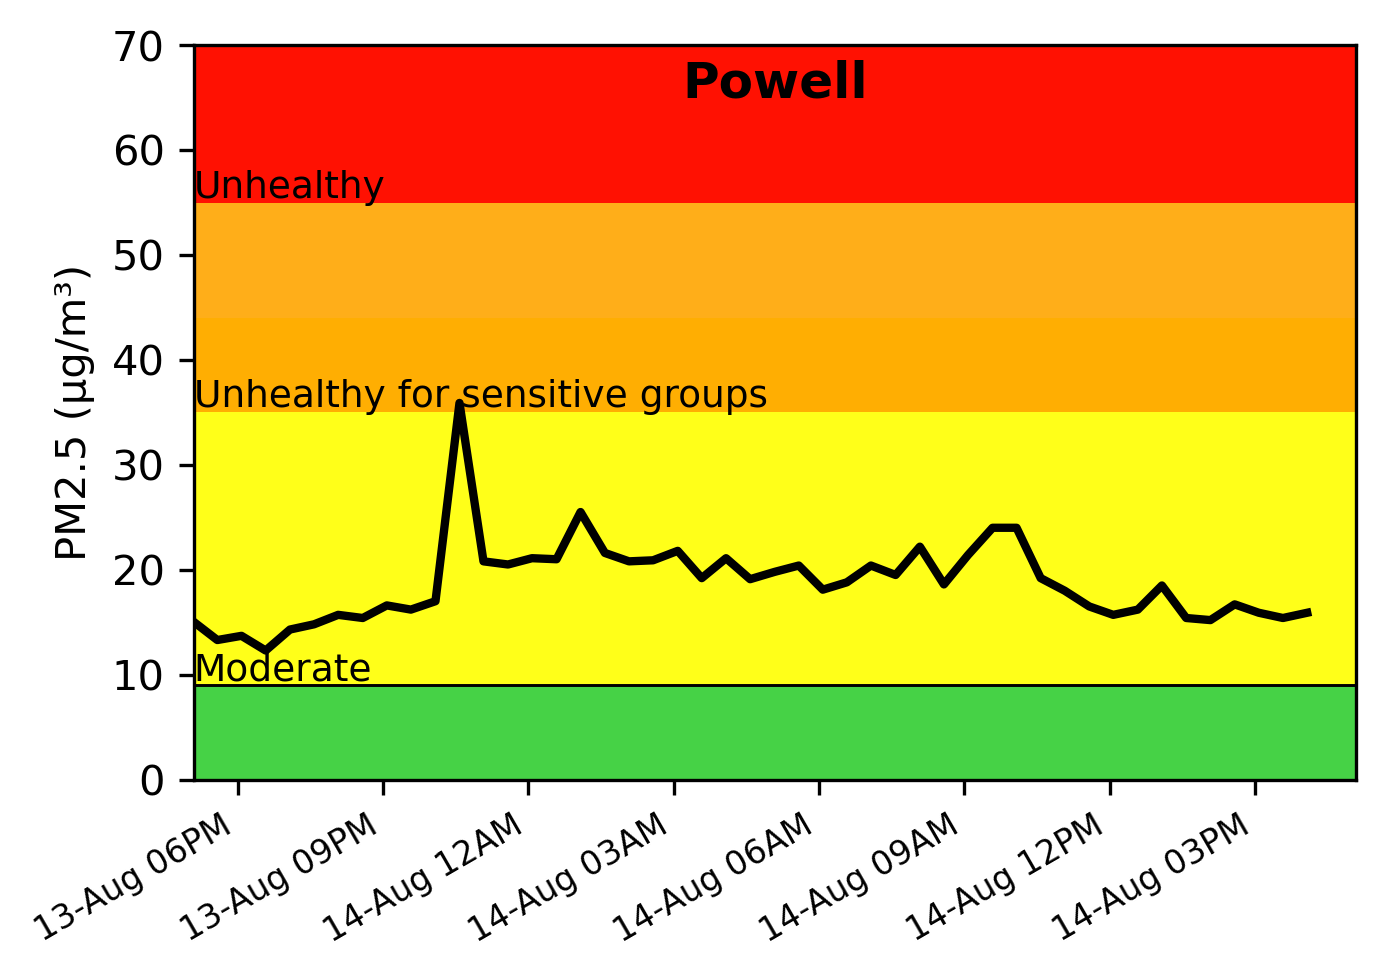 Powell
70
60
50
40
30
20
10
0
PM2.5 (µg/m³)
Unhealthy
Unhealthy for sensitive groups
Moderate
13-Aug 06PM
13-Aug 09PM
14-Aug 12AM
14-Aug 03AM
14-Aug 06AM
14-Aug 09AM
14-Aug 12PM
14-Aug 03PM